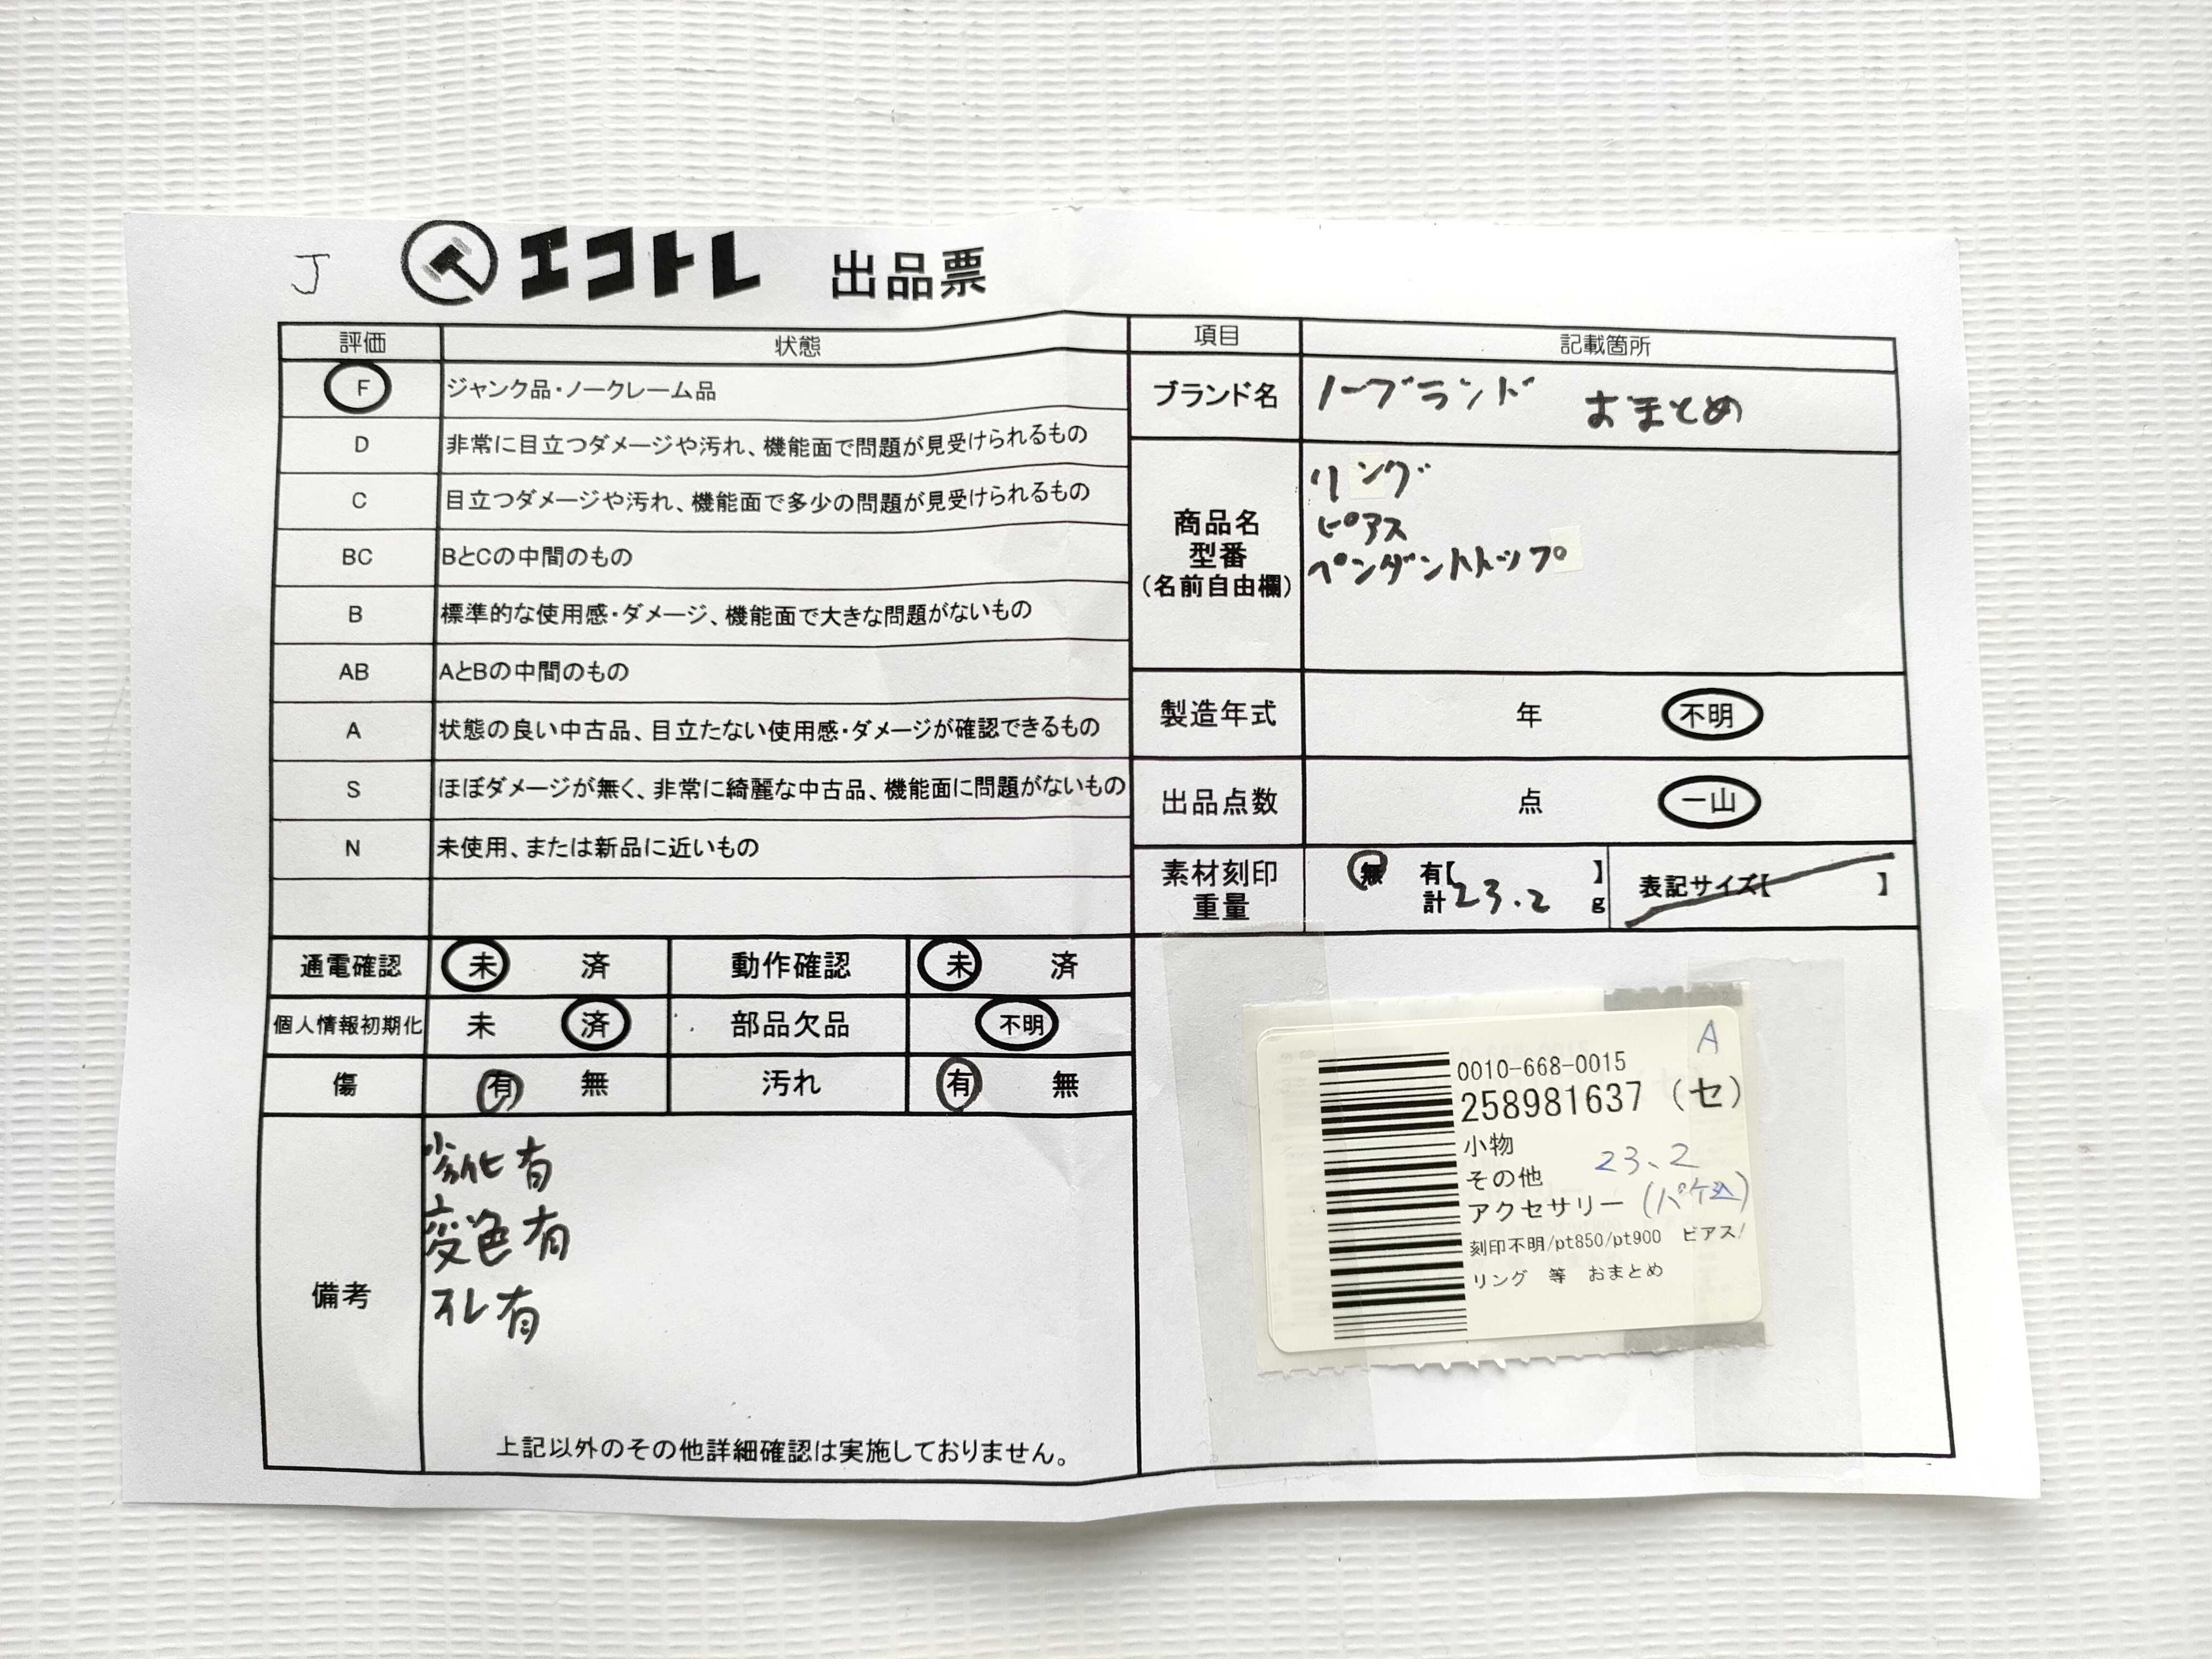 J エコトレ 出品票
評価 状態
F ジャンク品・ノークレーム品
D 非常に目立つダメージや汚れ、機能面で問題が見受けられるもの
C 目立つダメージや汚れ、機能面で多少の問題が見受けられるもの
BC BとCの中間のもの
B 標準的な使用感・ダメージ、機能面で大きな問題がないもの
AB AとBの中間のもの
A 状態の良い中古品、目立たない使用感・ダメージが確認できるもの
S ほぼダメージが無く、非常に綺麗な中古品、機能面に問題がないもの
N 未使用、または新品に近いもの
項目 記載箇所
ブランド名 ノーブランド おまとめ
商品名
型番
(名前自由欄)
リング
ピアス
ペンダントトップ
製造年式 年 不明
出品点数 点 一山
素材刻印 無 有【 】
重量 計 23.2 g
表記サイズ【 】
通電確認 未 済 動作確認 未 済
個人情報初期化 未 済 部品欠品 不明
傷 有 無 汚れ 有 無
備考
劣化有
変色有
オレ有
上記以外のその他詳細確認は実施しておりません。
A
0010-668-0015
258981637 (セ)
小物
その他 23.2
アクセサリー (パケ込)
刻印不明/pt850/pt900 ピアス/
リング 等 おまとめ